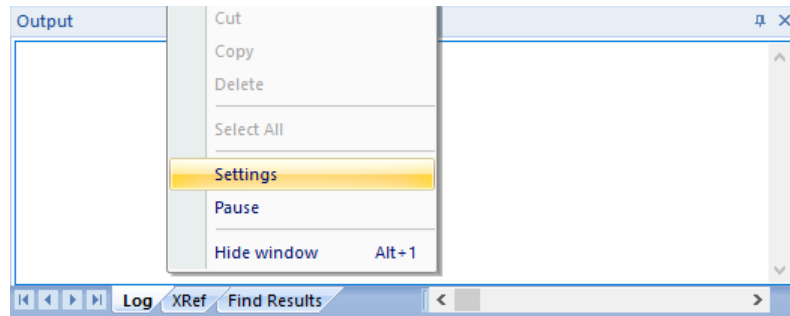 Output
Cut
Copy
Delete
Select All
Settings
Pause
Hide window Alt+1
Log XRef Find Results